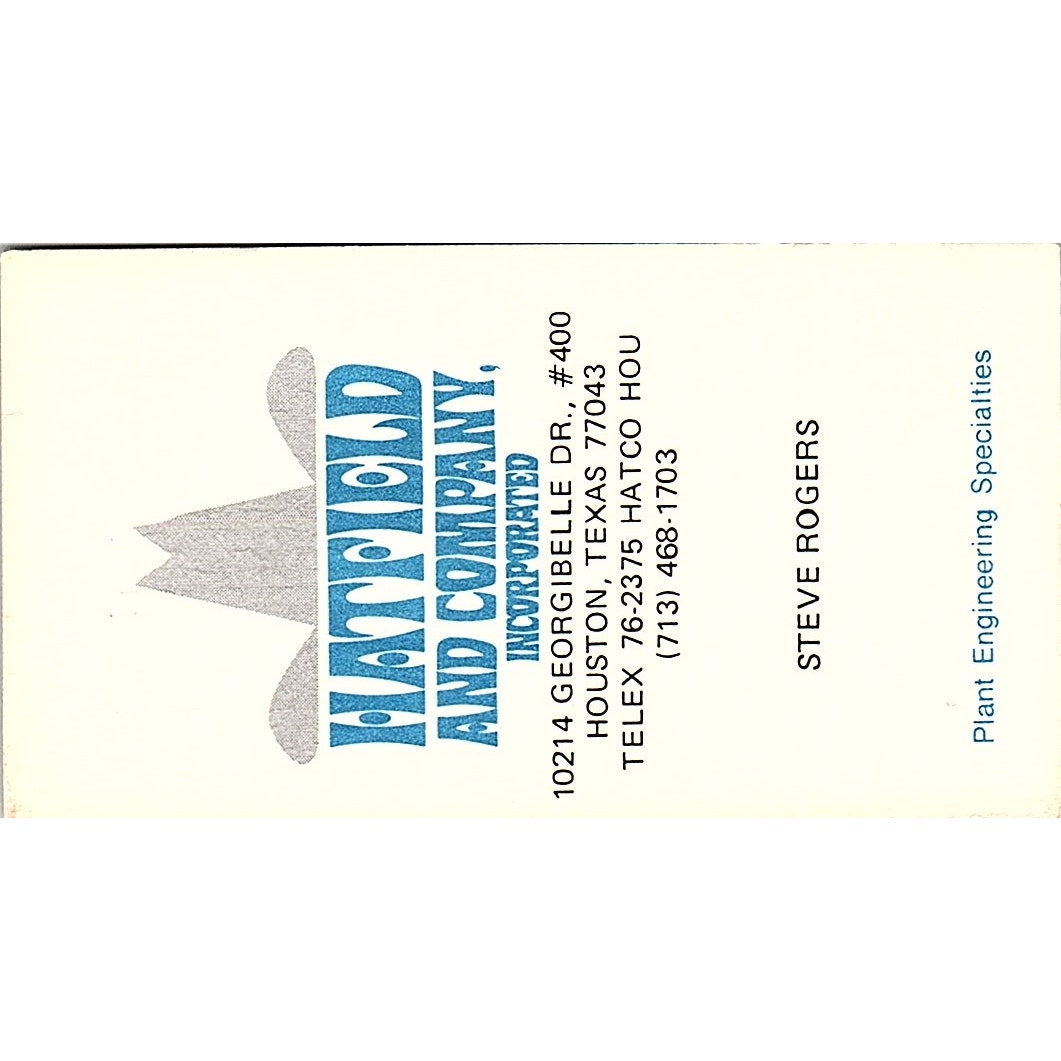 HATFIELD
AND COMPANY,
INCORPORATED
10214 GEORGIBELLE DR., #400
HOUSTON, TEXAS 77043
TELEX 76-2375 HATCO HOU
(713) 468-1703
STEVE ROGERS
Plant Engineering Specialties